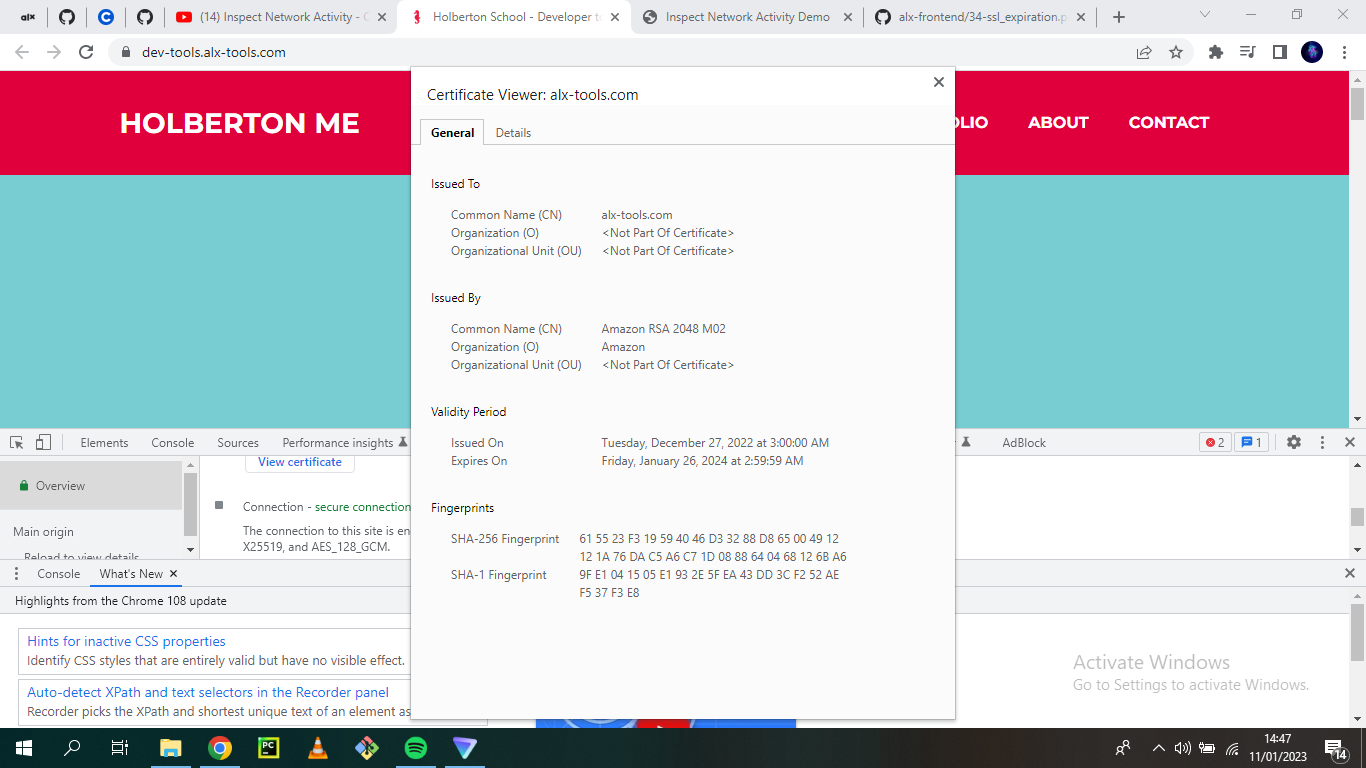 alx
(14) Inspect Network Activity - C
Holberton School - Developer t
Inspect Network Activity Demo
alx-frontend/34-ssl_expiration.p
dev-tools.alx-tools.com
HOLBERTON ME
OLIO
ABOUT
CONTACT
Certificate Viewer: alx-tools.com
General
Details
Issued To
Common Name (CN) alx-tools.com
Organization (O) <Not Part Of Certificate>
Organizational Unit (OU) <Not Part Of Certificate>
Issued By
Common Name (CN) Amazon RSA 2048 M02
Organization (O) Amazon
Organizational Unit (OU) <Not Part Of Certificate>
Validity Period
Issued On Tuesday, December 27, 2022 at 3:00:00 AM
Expires On Friday, January 26, 2024 at 2:59:59 AM
Fingerprints
SHA-256 Fingerprint 61 55 23 F3 19 59 40 46 D3 32 88 D8 65 00 49 12
12 1A 76 DA C5 A6 C7 1D 08 88 64 04 68 12 6B A6
SHA-1 Fingerprint 9F E1 04 15 05 E1 93 2E 5F EA 43 DD 3C F2 52 AE
F5 37 F3 E8
Elements Console Sources Performance insights
AdBlock 2 1
View certificate
Overview
Connection - secure connection
Main origin
The connection to this site is en
X25519, and AES_128_GCM.
Reload to view details
Console What's New
Highlights from the Chrome 108 update
Hints for inactive CSS properties
Identify CSS styles that are entirely valid but have no visible effect.
Auto-detect XPath and text selectors in the Recorder panel
Recorder picks the XPath and shortest unique text of an element as
Activate Windows
Go to Settings to activate Windows.
PC
14:47
11/01/2023
14